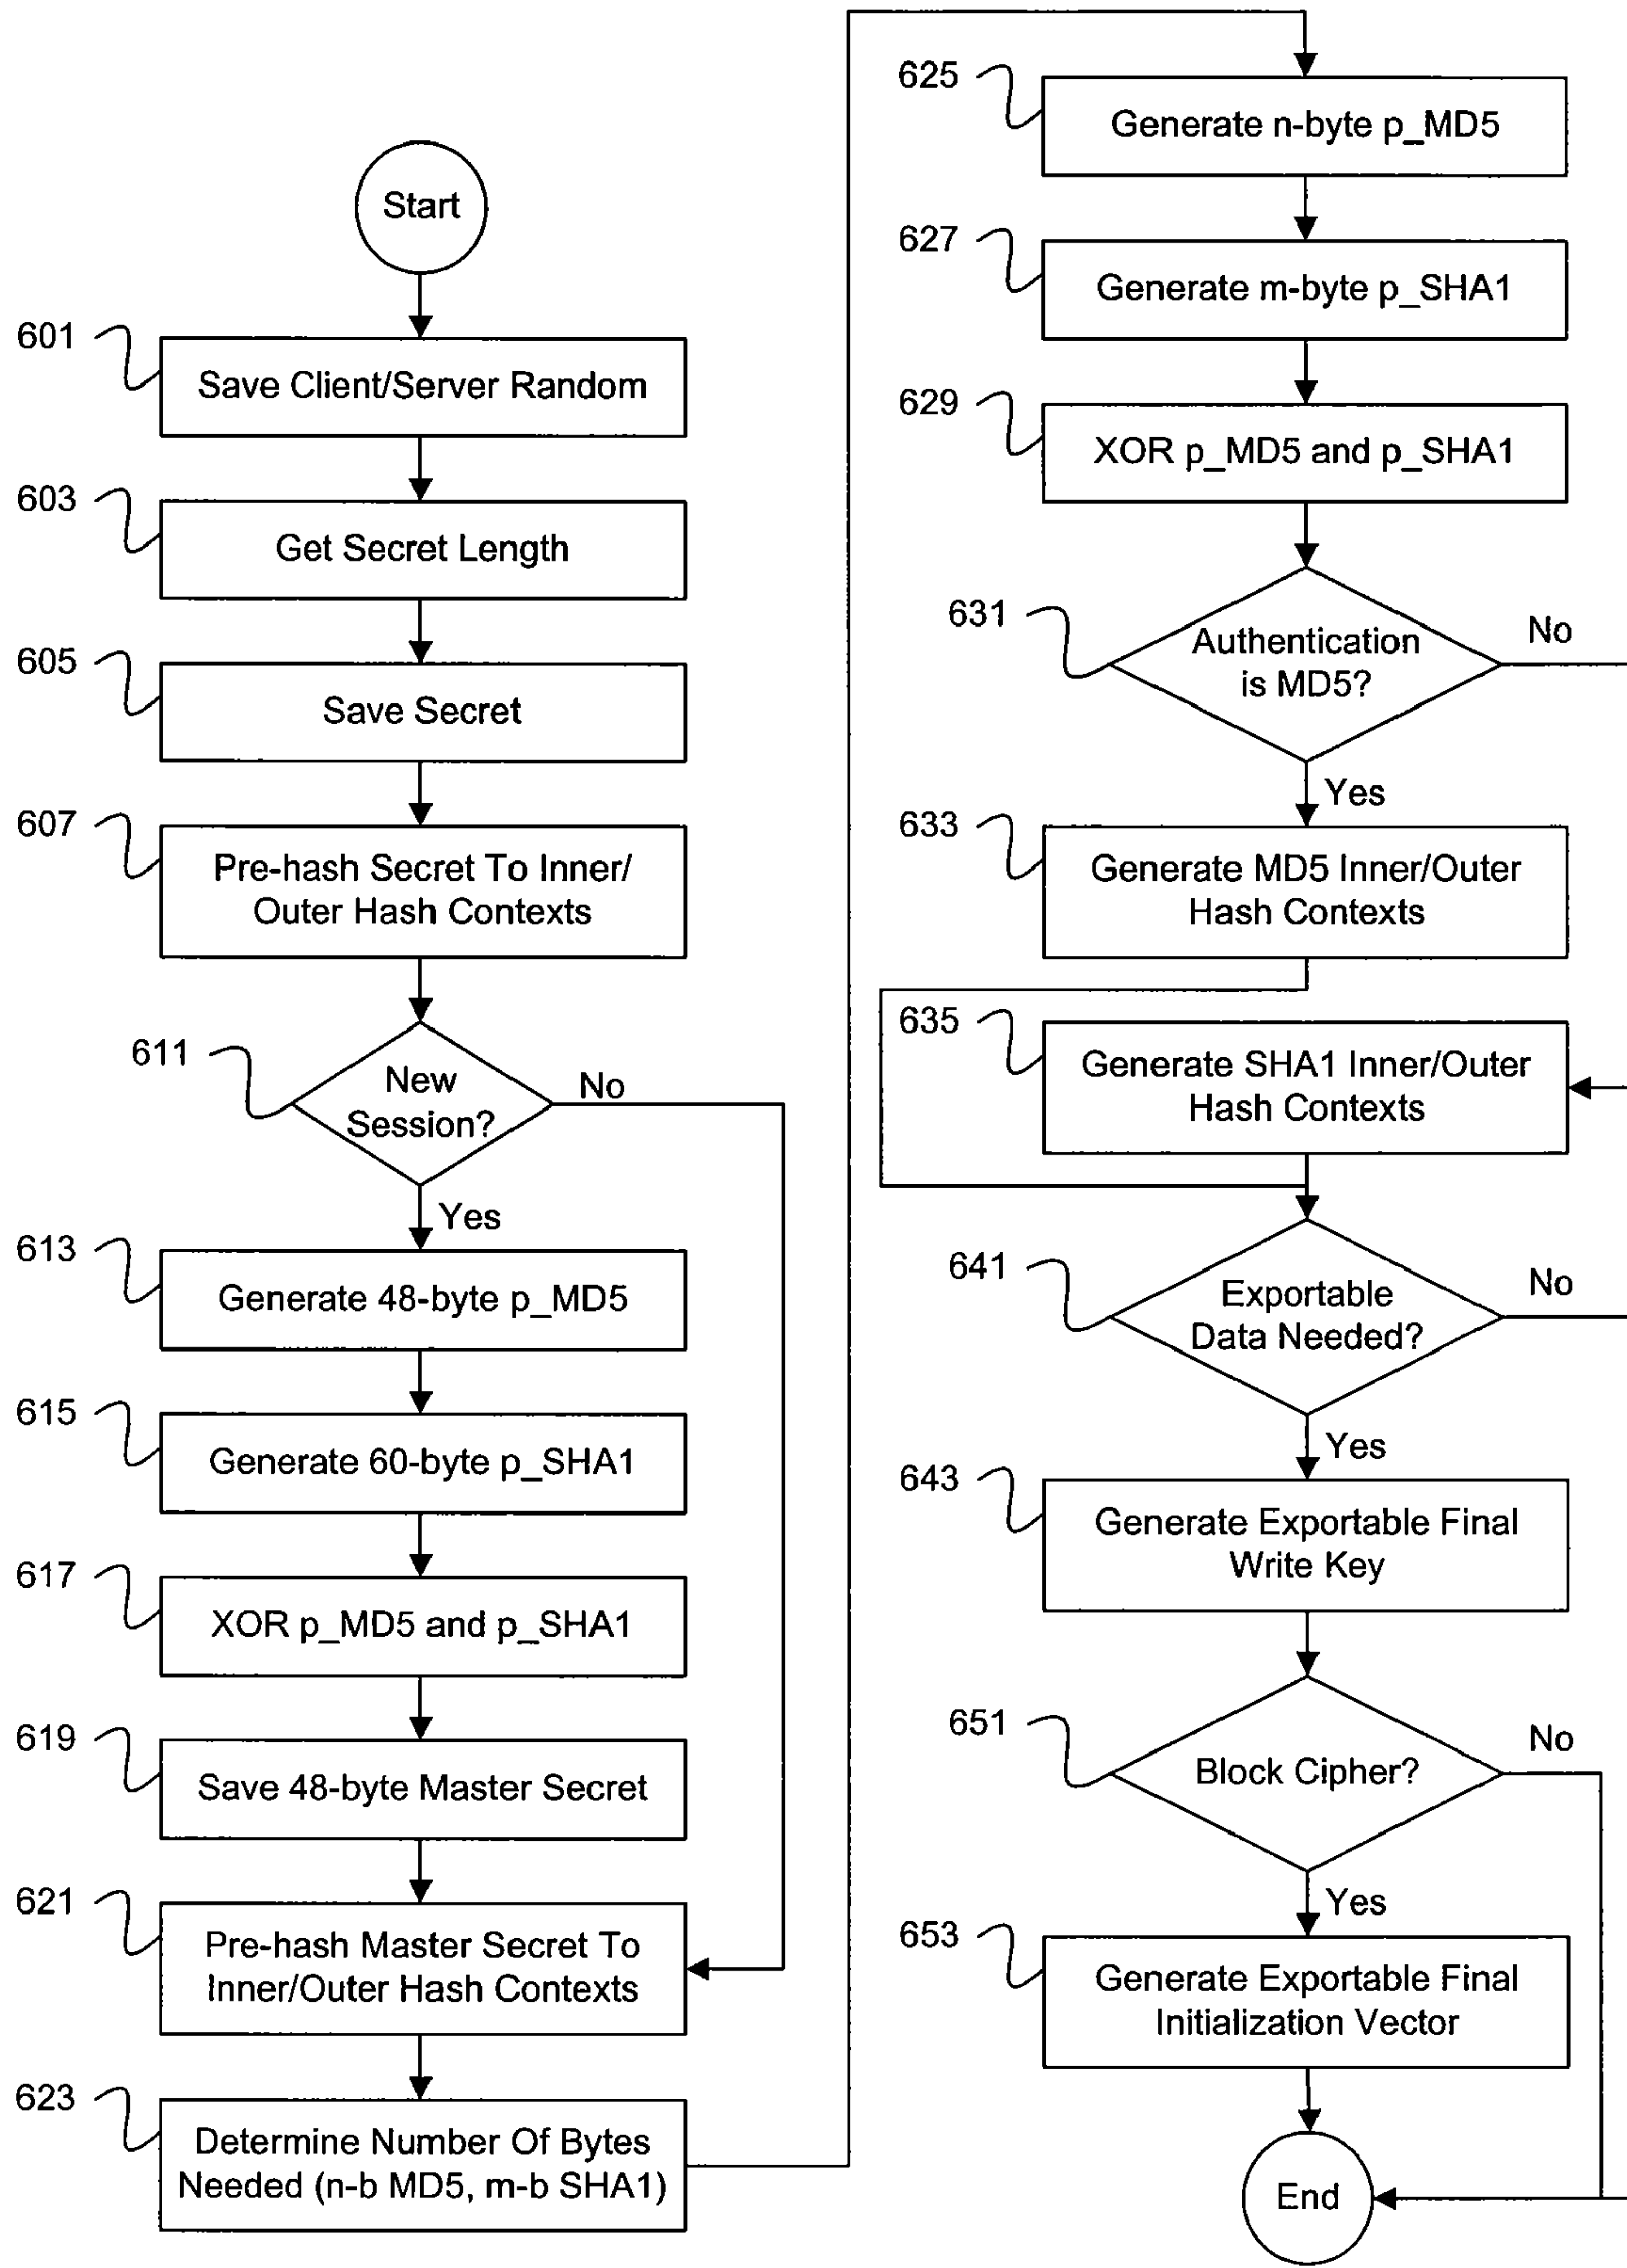 Start
601
Save Client/Server Random
603
Get Secret Length
605
Save Secret
607
Pre-hash Secret To Inner/
Outer Hash Contexts
611
New
Session?
No
Yes
613
Generate 48-byte p_MD5
615
Generate 60-byte p_SHA1
617
XOR p_MD5 and p_SHA1
619
Save 48-byte Master Secret
621
Pre-hash Master Secret To
Inner/Outer Hash Contexts
623
Determine Number Of Bytes
Needed (n-b MD5, m-b SHA1)
625
Generate n-byte p_MD5
627
Generate m-byte p_SHA1
629
XOR p_MD5 and p_SHA1
631
Authentication
is MD5?
No
Yes
633
Generate MD5 Inner/Outer
Hash Contexts
635
Generate SHA1 Inner/Outer
Hash Contexts
641
Exportable
Data Needed?
No
Yes
643
Generate Exportable Final
Write Key
651
Block Cipher?
No
Yes
653
Generate Exportable Final
Initialization Vector
End